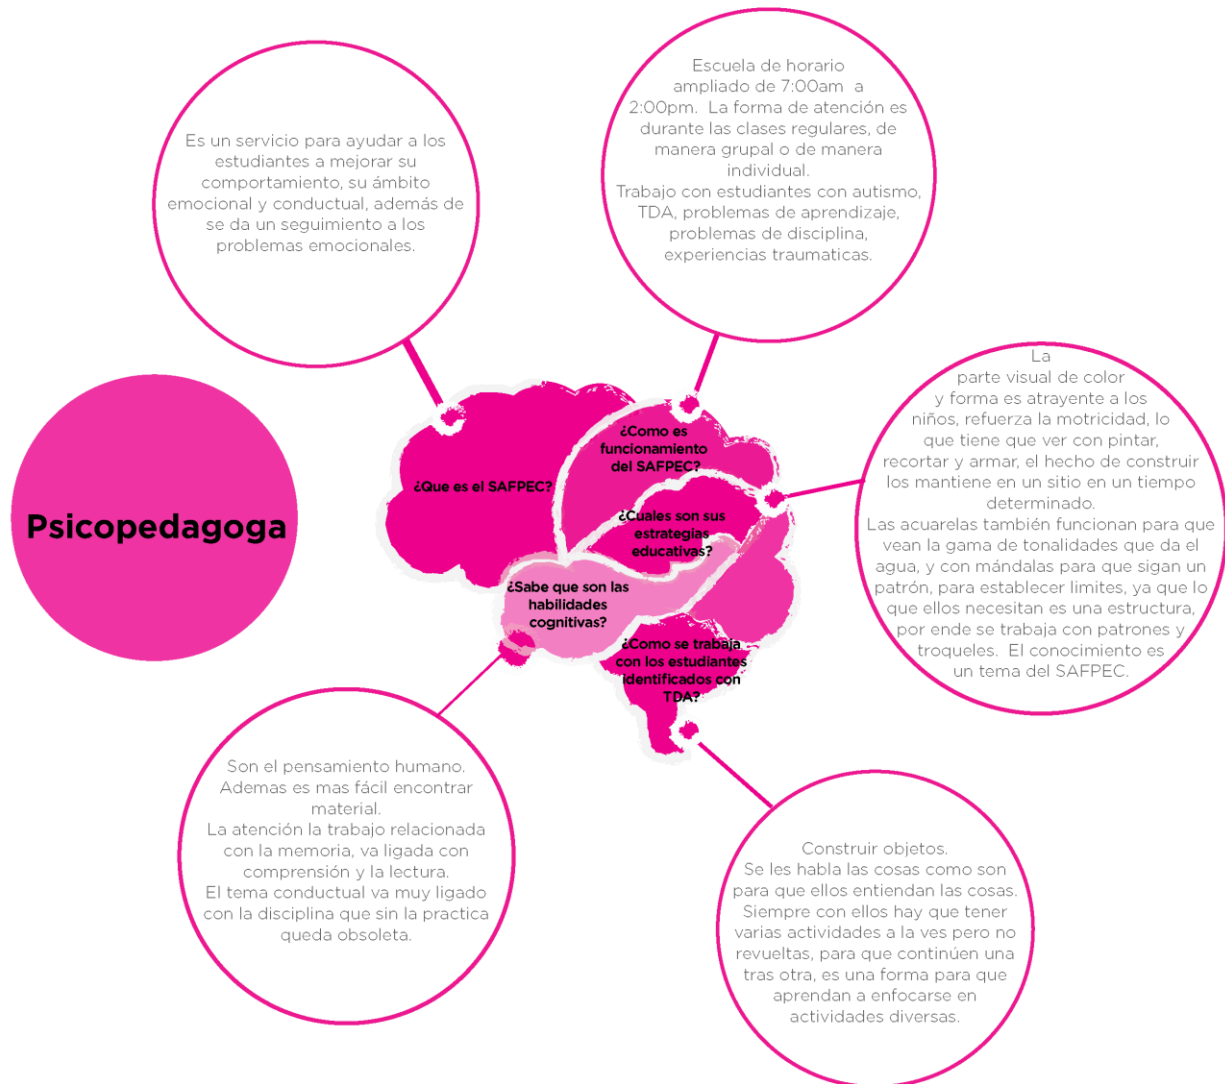 Es un servicio para ayudar a los
estudiantes a mejorar su
comportamiento, su ámbito
emocional y conductual, además de
se da un seguimiento a los
problemas emocionales.
Escuela de horario
ampliado de 7:00am a
2:00pm. La forma de atención es
durante las clases regulares, de
manera grupal o de manera
individual.
Trabajo con estudiantes con autismo,
TDA, problemas de aprendizaje,
problemas de disciplina,
experiencias traumaticas.
La
parte visual de color
y forma es atrayente a los
niños, refuerza la motricidad, lo
que tiene que ver con pintar,
recortar y armar, el hecho de construir
los mantiene en un sitio en un tiempo
determinado.
Las acuarelas también funcionan para que
vean la gama de tonalidades que da el
agua, y con mándalas para que sigan un
patrón, para establecer limites, ya que lo
que ellos necesitan es una estructura,
por ende se trabaja con patrones y
troqueles. El conocimiento es
un tema del SAFPEC.
Psicopedagoga
¿Que es el SAFPEC?
¿Como es
funcionamiento
del SAFPEC?
¿Cuales son sus
estrategias
educativas?
¿Sabe que son las
habilidades
cognitivas?
¿Como se trabaja
con los estudiantes
identificados con
TDA?
Son el pensamiento humano.
Ademas es mas fácil encontrar
material.
La atención la trabajo relacionada
con la memoria, va ligada con
comprensión y la lectura.
El tema conductual va muy ligado
con la disciplina que sin la practica
queda obsoleta.
Construir objetos.
Se les habla las cosas como son
para que ellos entiendan las cosas.
Siempre con ellos hay que tener
varias actividades a la ves pero no
revueltas, para que continúen una
tras otra, es una forma para que
aprendan a enfocarse en
actividades diversas.